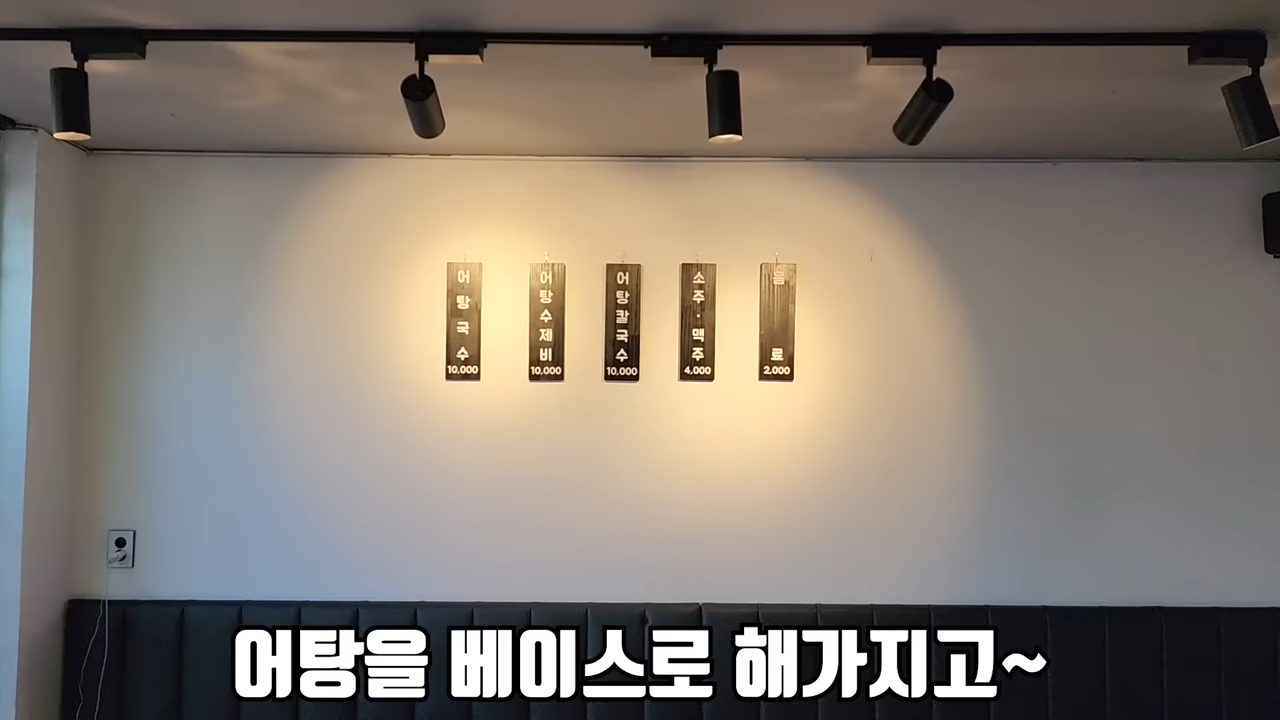 어탕국수
10,000
어탕수제비
10,000
어탕칼국수
10,000
소주·맥주
4,000
음료
2,000
어탕을 베이스로 해가지고~